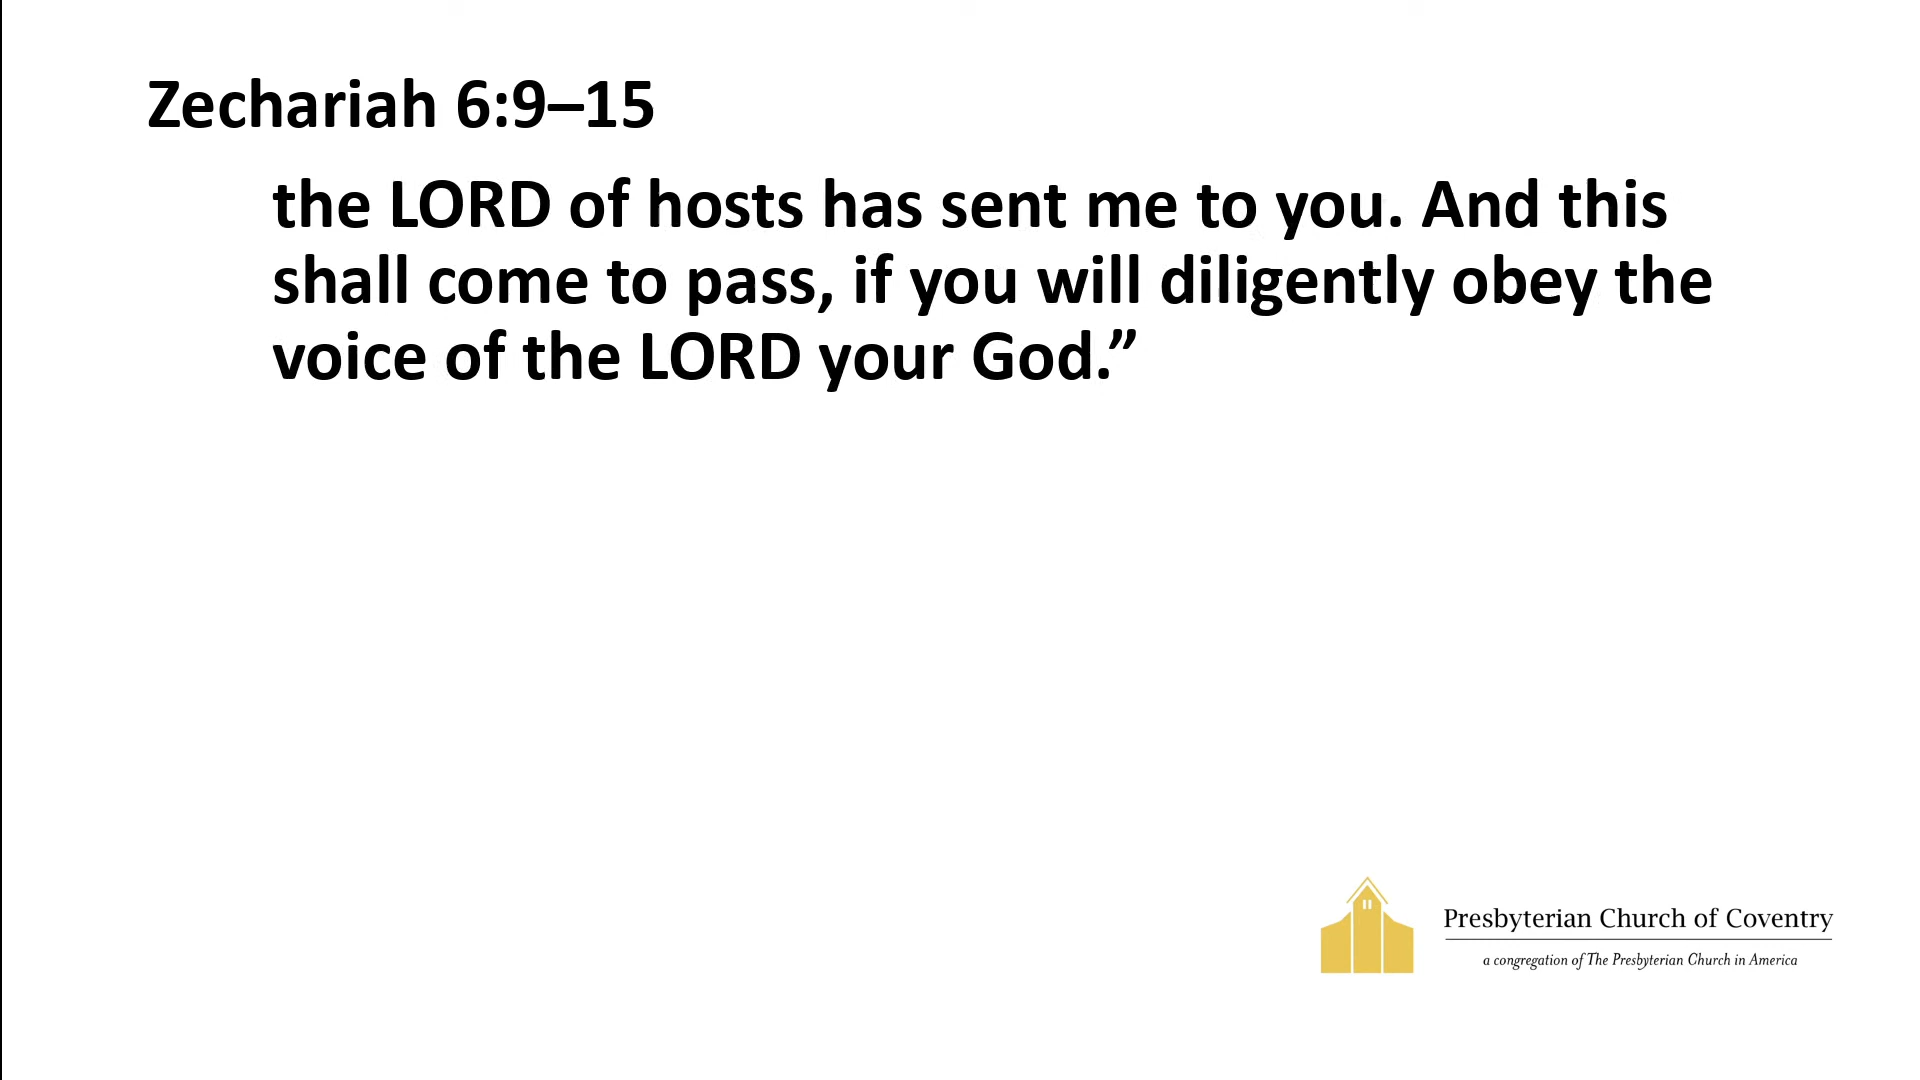 Zechariah 6:9–15
the LORD of hosts has sent me to you. And this
shall come to pass, if you will diligently obey the
voice of the LORD your God.”
Presbyterian Church of Coventry
a congregation of The Presbyterian Church in America